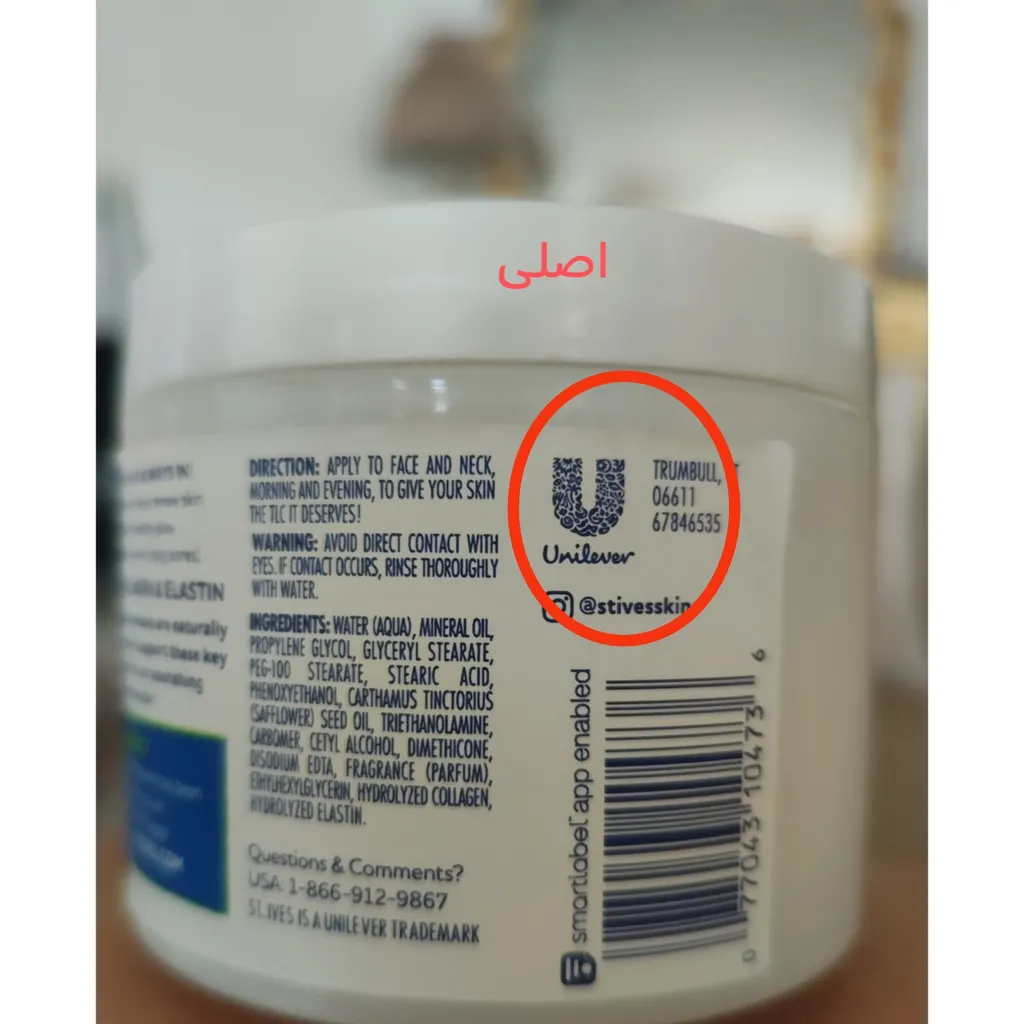 اصلی
& ELASTIN
DIRECTION: APPLY TO FACE AND NECK,
MORNING AND EVENING, TO GIVE YOUR SKIN
THE TLC IT DESERVES!
WARNING: AVOID DIRECT CONTACT WITH
EYES. IF CONTACT OCCURS, RINSE THOROUGHLY
WITH WATER.
INGREDIENTS: WATER (AQUA), MINERAL OIL,
PROPYLENE GLYCOL, GLYCERYL STEARATE,
PEG-100 STEARATE, STEARIC ACID,
PHENOXYETHANOL, CARTHAMUS TINCTORIUS
(SAFFLOWER) SEED OIL, TRIETHANOLAMINE,
CARBOMER, CETYL ALCOHOL, DIMETHICONE,
DISODIUM EDTA, FRAGRANCE (PARFUM),
ETHYLHEXYLGLYCERIN, HYDROLYZED COLLAGEN,
HYDROLYZED ELASTIN.
Questions & Comments?
USA: 1-866-912-9867
ST. IVES IS A UNILEVER TRADEMARK
U
Unilever
TRUMBULL,
06611
67846535
@stivesskin
smartlabel app enabled
0 77043 10473 6